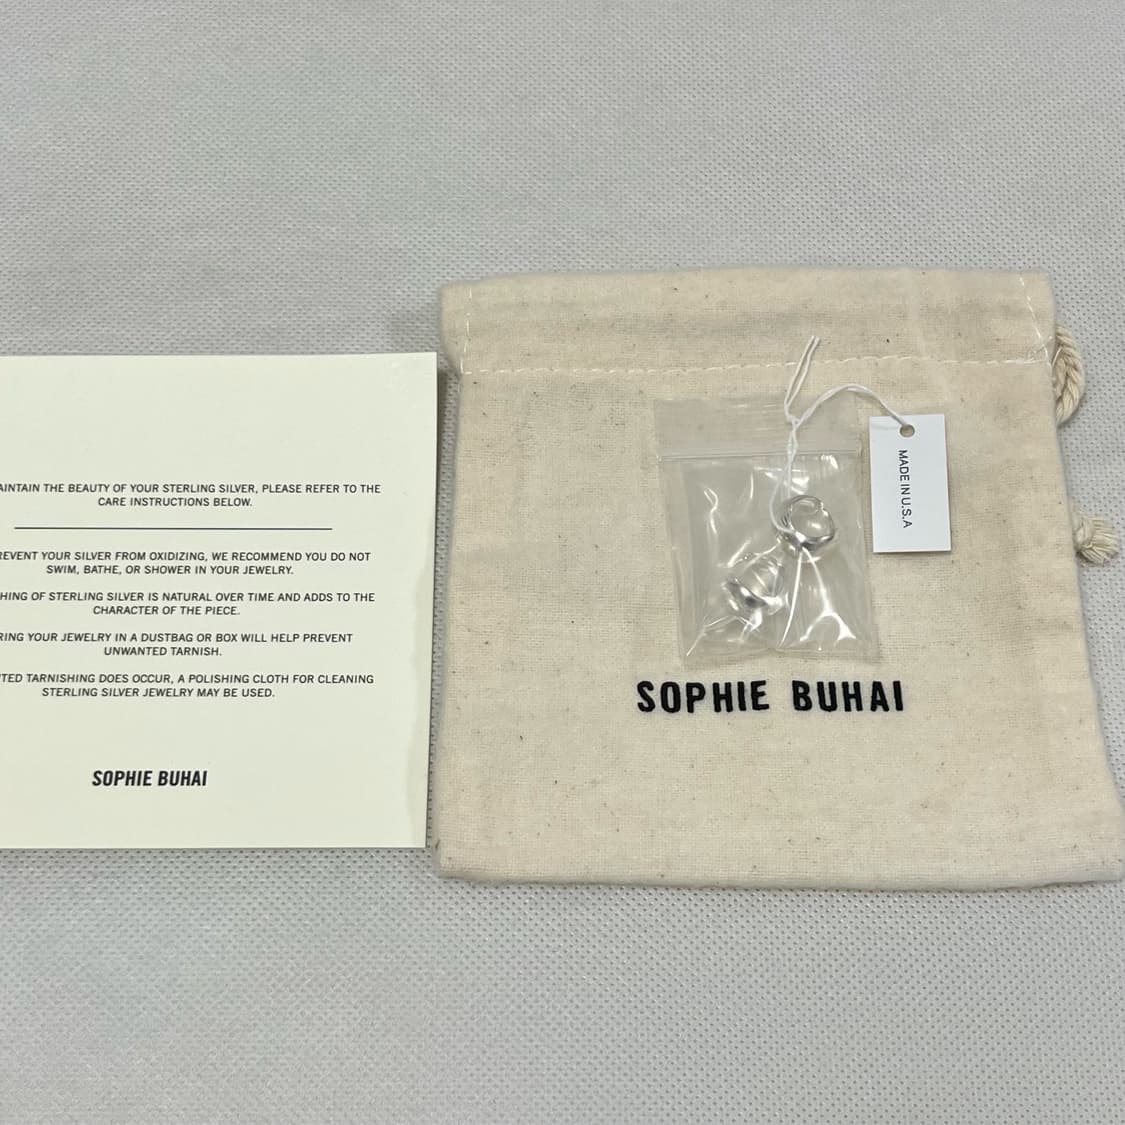 AINTAIN THE BEAUTY OF YOUR STERLING SILVER, PLEASE REFER TO THE
CARE INSTRUCTIONS BELOW.
REVENT YOUR SILVER FROM OXIDIZING, WE RECOMMEND YOU DO NOT
SWIM, BATHE, OR SHOWER IN YOUR JEWELRY.
HING OF STERLING SILVER IS NATURAL OVER TIME AND ADDS TO THE
CHARACTER OF THE PIECE.
RING YOUR JEWELRY IN A DUSTBAG OR BOX WILL HELP PREVENT
UNWANTED TARNISH.
TED TARNISHING DOES OCCUR, A POLISHING CLOTH FOR CLEANING
STERLING SILVER JEWELRY MAY BE USED.
SOPHIE BUHAI
MADE IN U.S.A
SOPHIE BUHAI